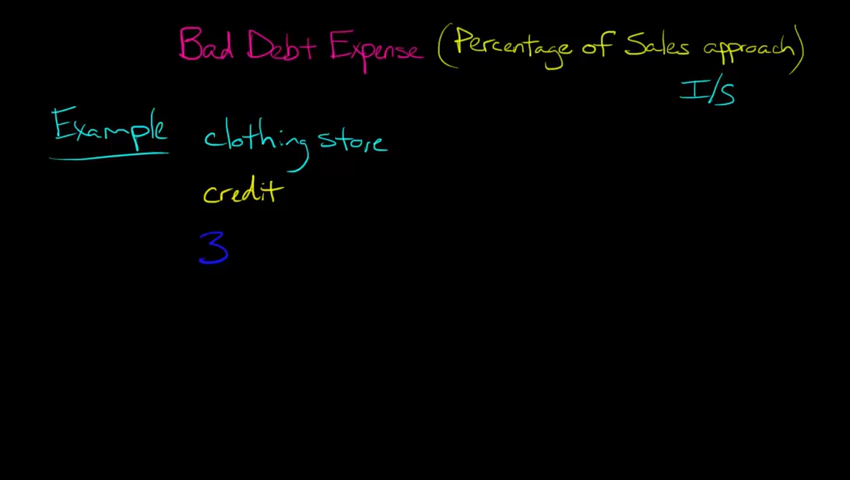 Bad Debt Expense (Percentage of Sales approach)
I/S
Example clothing store
credit
3